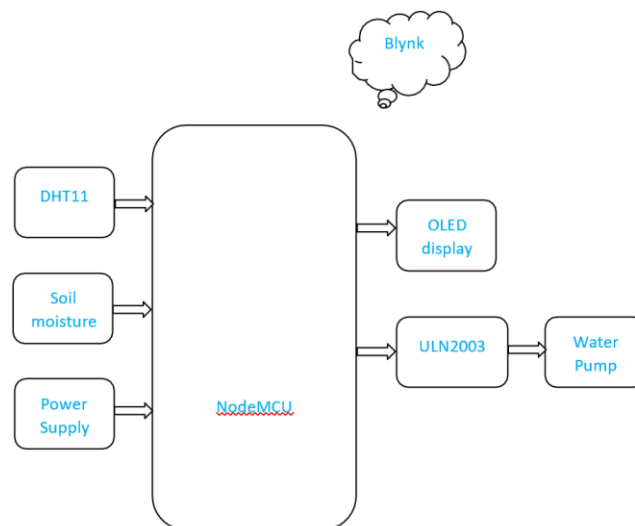 Blynk
DHT11
OLED
display
Soil
moisture
ULN2003
Water
Pump
Power
Supply
NodeMCU